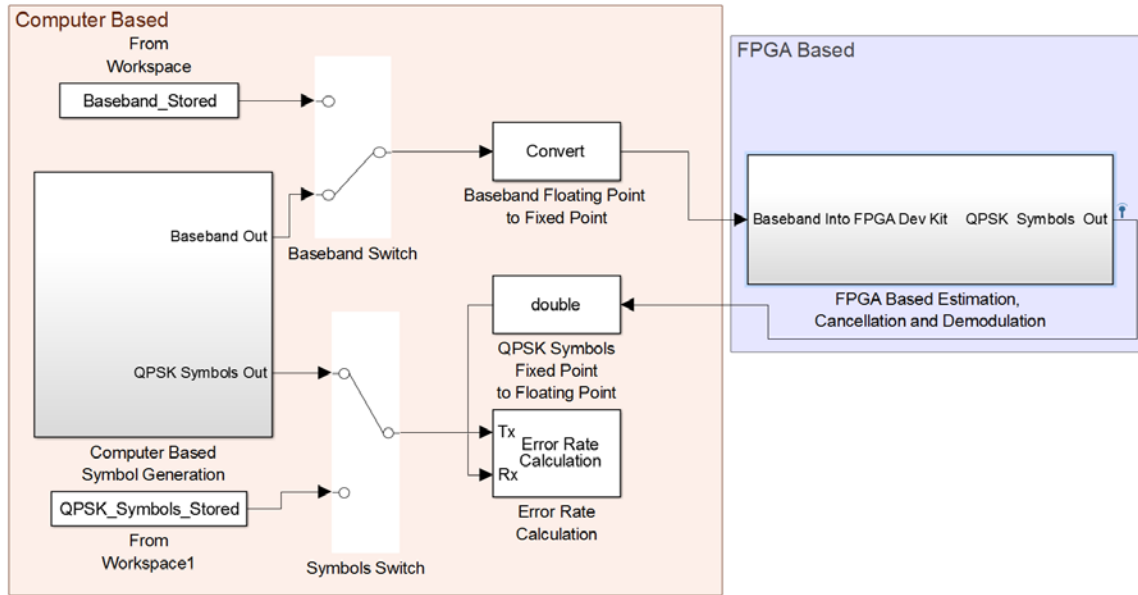 Computer Based
From
Workspace
Baseband_Stored
Baseband Out
QPSK Symbols Out
Computer Based
Symbol Generation
QPSK_Symbols_Stored
From
Workspace1
Baseband Switch
Symbols Switch
Convert
Baseband Floating Point
to Fixed Point
double
QPSK Symbols
Fixed Point
to Floating Point
Tx
Rx
Error Rate
Calculation
Error Rate
Calculation
FPGA Based
Baseband Into FPGA Dev Kit
QPSK Symbols Out
FPGA Based Estimation,
Cancellation and Demodulation